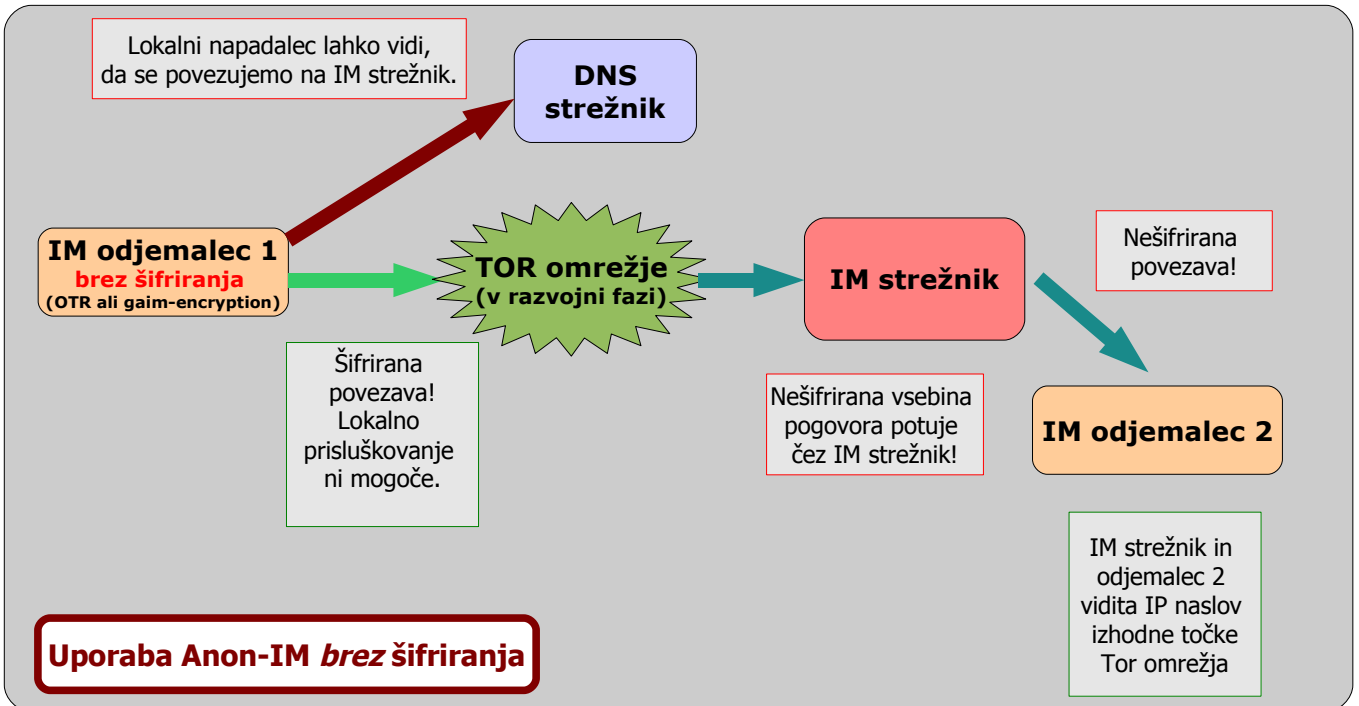 Lokalni napadalec lahko vidi,
da se povezujemo na IM strežnik.
DNS
strežnik
IM odjemalec 1
brez šifriranja
(OTR ali gaim-encryption)
TOR omrežje
(v razvojni fazi)
IM strežnik
Nešifrirana
povezava!
Šifrirana
povezava!
Lokalno
prisluškovanje
ni mogoče.
Nešifrirana vsebina
pogovora potuje
čez IM strežnik!
IM odjemalec 2
IM strežnik in
odjemalec 2
vidita IP naslov
izhodne točke
Tor omrežja
Uporaba Anon-IM brez šifriranja